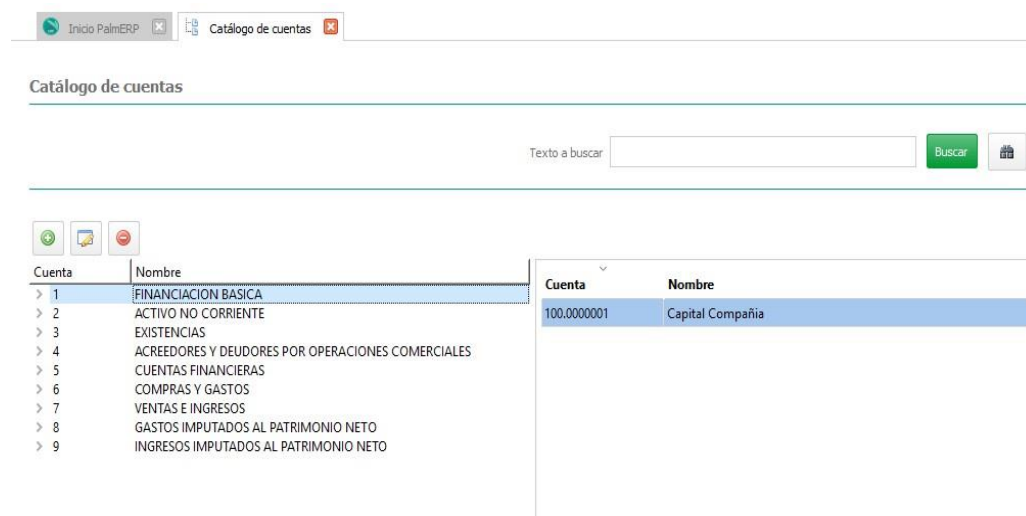 Inicio PalmERP Catálogo de cuentas
Catálogo de cuentas
Texto a buscar Buscar
Cuenta Nombre
1 FINANCIACION BASICA
2 ACTIVO NO CORRIENTE
3 EXISTENCIAS
4 ACREEDORES Y DEUDORES POR OPERACIONES COMERCIALES
5 CUENTAS FINANCIERAS
6 COMPRAS Y GASTOS
7 VENTAS E INGRESOS
8 GASTOS IMPUTADOS AL PATRIMONIO NETO
9 INGRESOS IMPUTADOS AL PATRIMONIO NETO
Cuenta Nombre
100.0000001 Capital Compañia